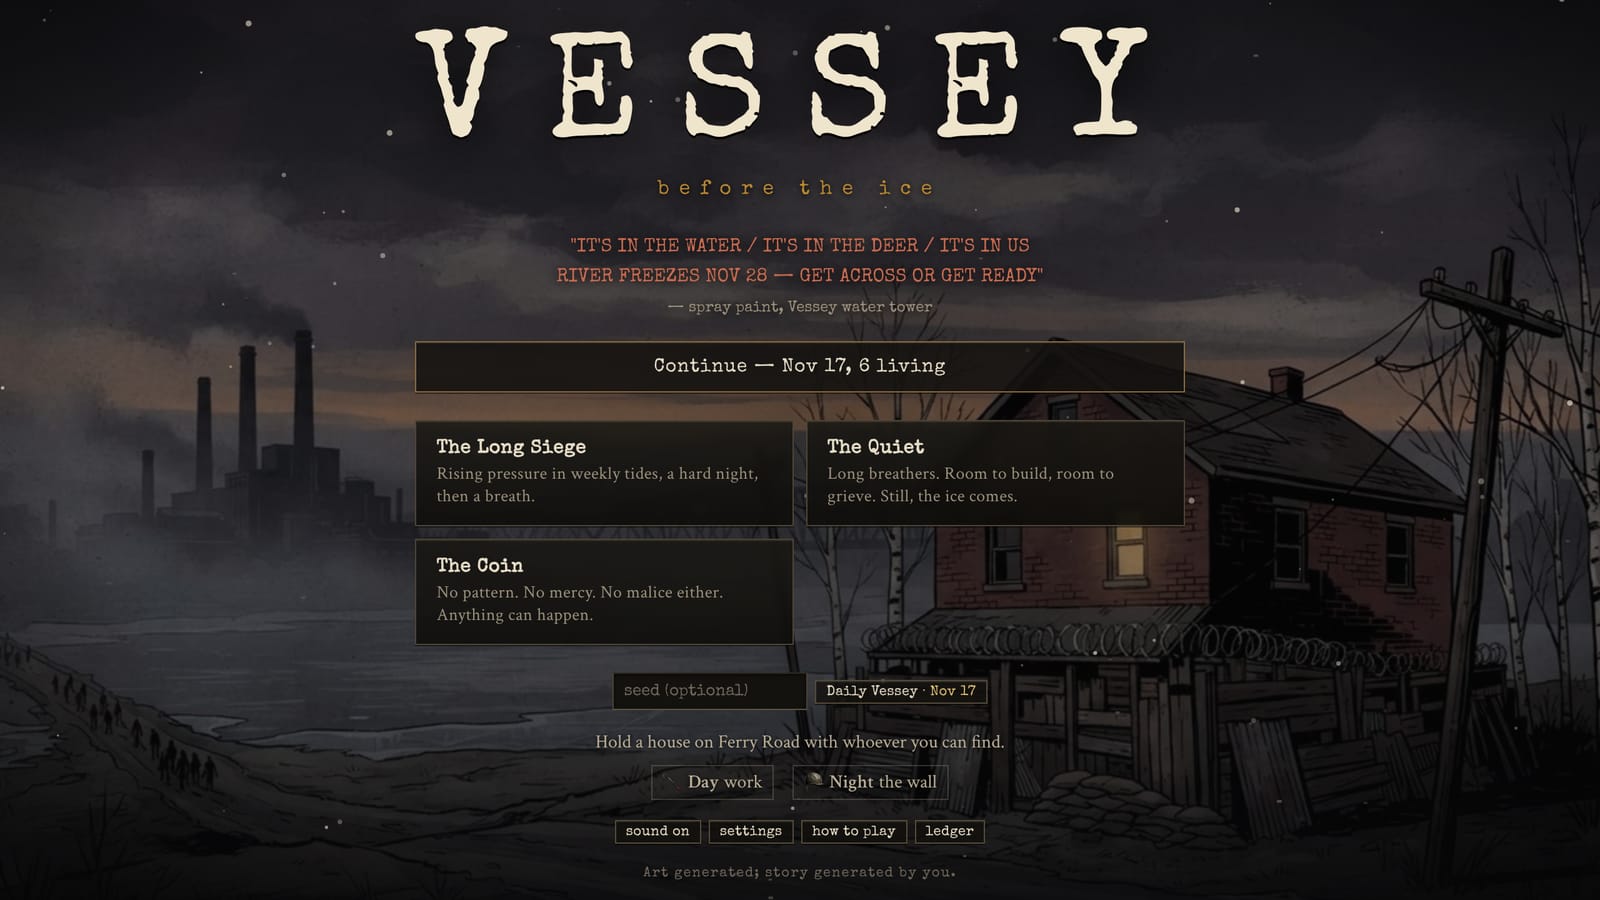 VESSEY
before the ice
"IT'S IN THE WATER / IT'S IN THE DEER / IT'S IN US
RIVER FREEZES NOV 28 — GET ACROSS OR GET READY"
— spray paint, Vessey water tower
Continue — Nov 17, 6 living
The Long Siege
Rising pressure in weekly tides, a hard night,
then a breath.
The Quiet
Long breathers. Room to build, room to
grieve. Still, the ice comes.
The Coin
No pattern. No mercy. No malice either.
Anything can happen.
seed (optional)
Daily Vessey · Nov 17
Hold a house on Ferry Road with whoever you can find.
Day work
Night the wall
sound on
settings
how to play
ledger
Art generated; story generated by you.